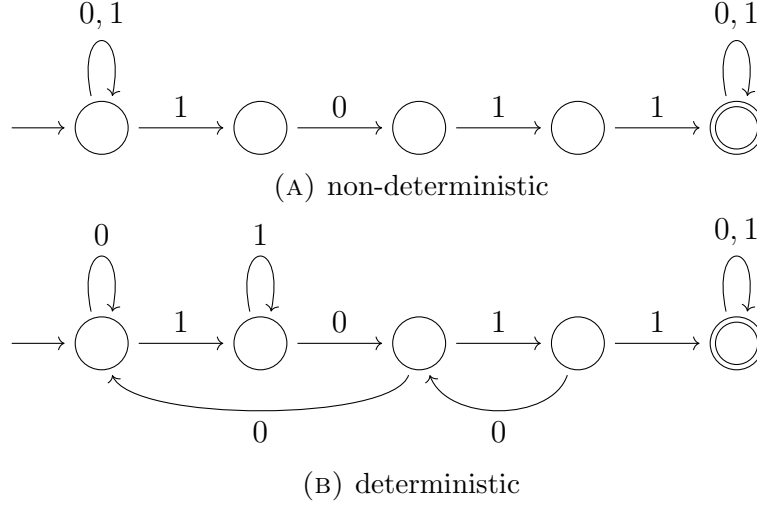 0, 1 0, 1
1 0 1 1
(A) non-deterministic
0 1 0, 1
1 0 1 1
0 0
(B) deterministic